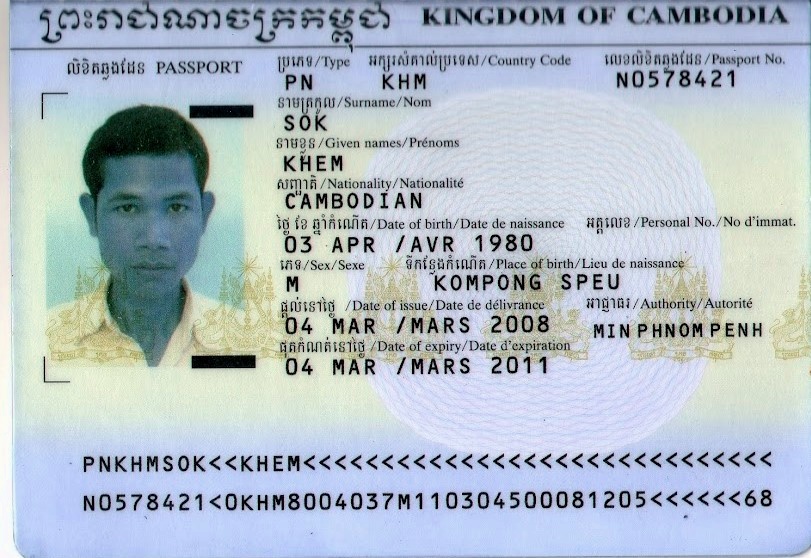 ព្រះរាជាណាចក្រកម្ពុជា KINGDOM OF CAMBODIA
លិខិតឆ្លងដែន PASSPORT
ប្រភេទ/Type អក្សរសំគាល់ប្រទេស/Country Code លេខលិខិតឆ្លងដែន/Passport No.
PN KHM N0578421
នាមត្រកូល/Surname/Nom
SOK
នាមខ្លួន/Given names/Prénoms
KHEM
សញ្ជាតិ/Nationality/Nationalité
CAMBODIAN
ថ្ងៃ ខែ ឆ្នាំកំណើត/Date of birth/Date de naissance អត្តលេខ/Personal No./No d'immat.
03 APR /AVR 1980
ភេទ/Sex/Sexe ទីកន្លែងកំណើត/Place of birth/Lieu de naissance
M KOMPONG SPEU
ផ្តល់នៅថ្ងៃ /Date of issue/Date de délivrance អាជ្ញាធរ/Authority/Autorité
04 MAR /MARS 2008 MIN PHNOM PENH
ផុតកំណត់នៅថ្ងៃ/Date of expiry/Date d'expiration
04 MAR /MARS 2011
PNKHMSOK<<KHEM<<<<<<<<<<<<<<<<<<<<<<<<<<<<<<
N0578421<0KHM8004037M110304500081205<<<<<<68